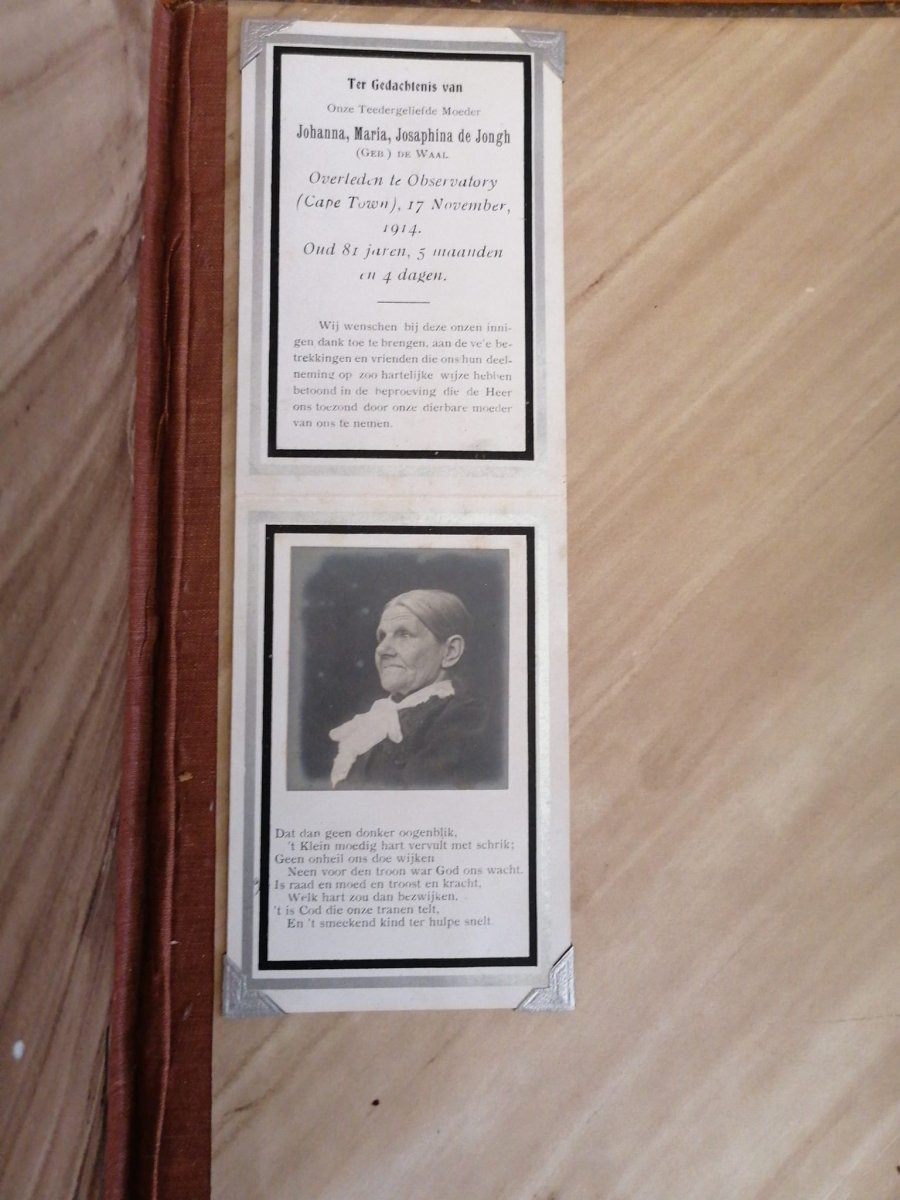 Ter Gedachtenis van
Onze Teedergeliefde Moeder
Johanna, Maria, Josaphina de Jongh
(Geb.) de Waal
Overleden te Observatory
(Cape Town), 17 November,
1914.
Oud 81 jaren, 5 maanden
en 4 dagen.
Wij wenschen bij deze onzen inni-
gen dank toe te brengen, aan de ve'e be-
trekkingen en vrienden die ons hun deel-
neming op zoo hartelijke wijze hebben
betoond in de beproeving die de Heer
ons toezond door onze dierbare moeder
van ons te nemen.
Dat dan geen donker oogenblik,
't Klein moedig hart vervult met schrik;
Geen onheil ons doe wijken
Neen voor den troon war God ons wacht.
Is raad en moed en troost en kracht,
Welk hart zou dan bezwijken.
't is Cod die onze tranen telt,
En 't smeekend kind ter hulpe snelt.